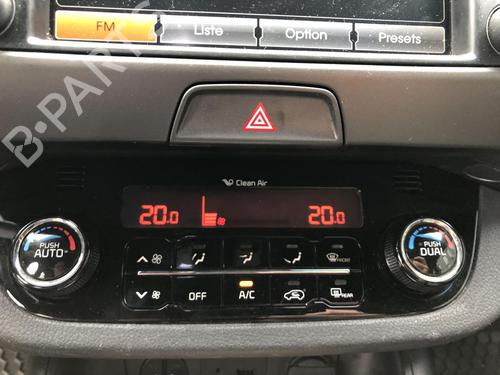 FM Liste Option Presets
Clean Air
20.0 20.0
PUSH AUTO
PUSH DUAL
FRONT
OFF A/C REAR
B-PARTS